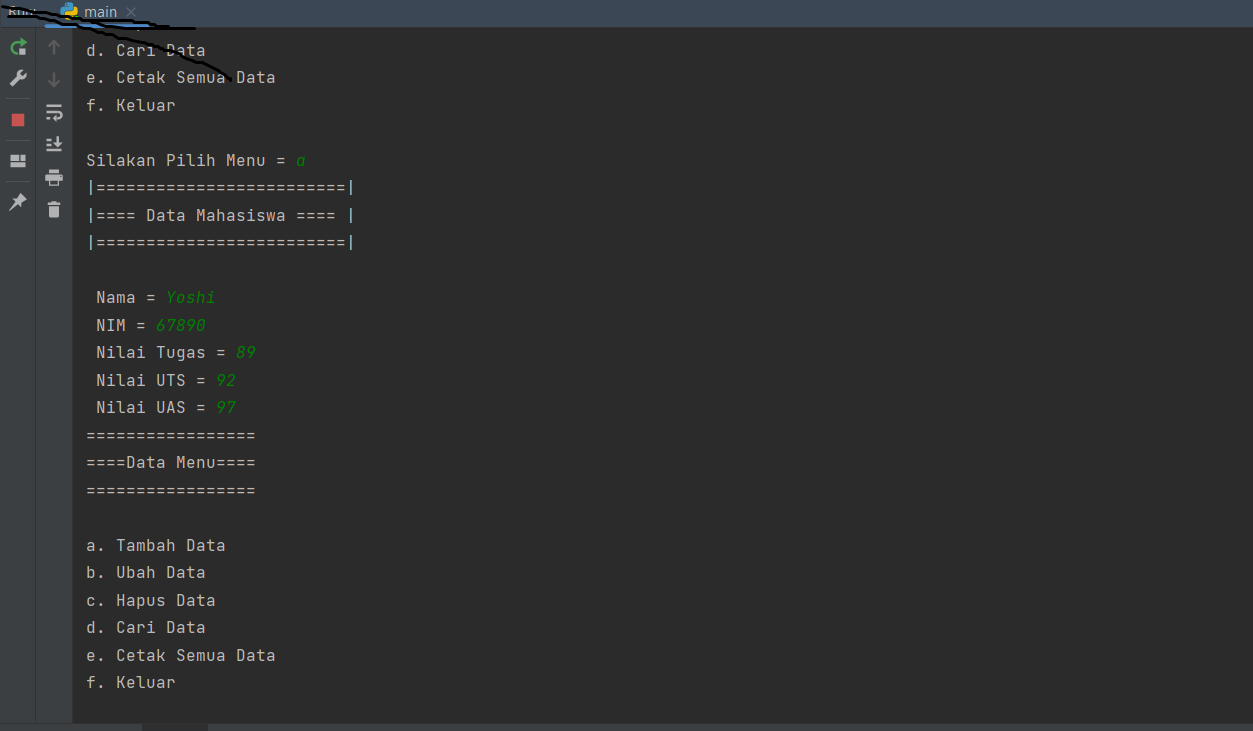 Run:
main
d. Cari Data
e. Cetak Semua Data
f. Keluar
Silakan Pilih Menu = a
|=========================|
|==== Data Mahasiswa ==== |
|=========================|
Nama = Yoshi
NIM = 67890
Nilai Tugas = 89
Nilai UTS = 92
Nilai UAS = 97
=================
====Data Menu====
=================
a. Tambah Data
b. Ubah Data
c. Hapus Data
d. Cari Data
e. Cetak Semua Data
f. Keluar